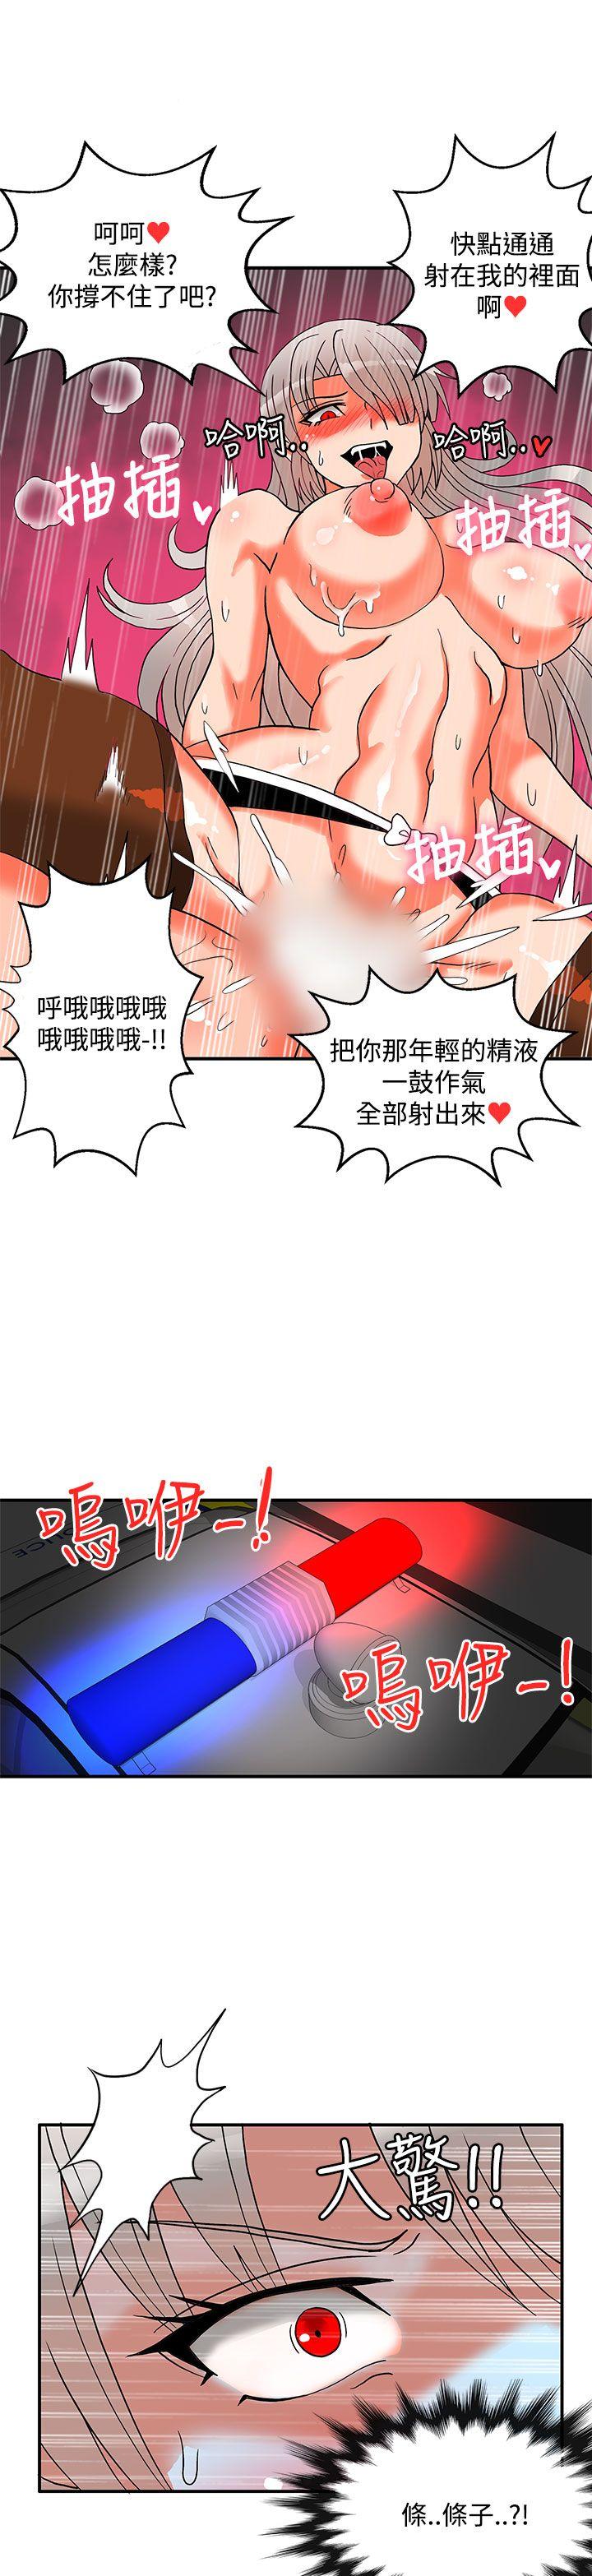 呵呵♥
怎麼樣?
你撐不住了吧?
快點通通
射在我的裡面
啊♥
哈啊..
哈啊..♥
抽插♥
抽插♥
抽插♥
呼哦哦哦哦
哦哦哦哦-!!
把你那年輕的精液
一鼓作氣
全部射出來♥
嗚咿-!
POLICE
嗚咿-!
大驚!!
條..條子..?!